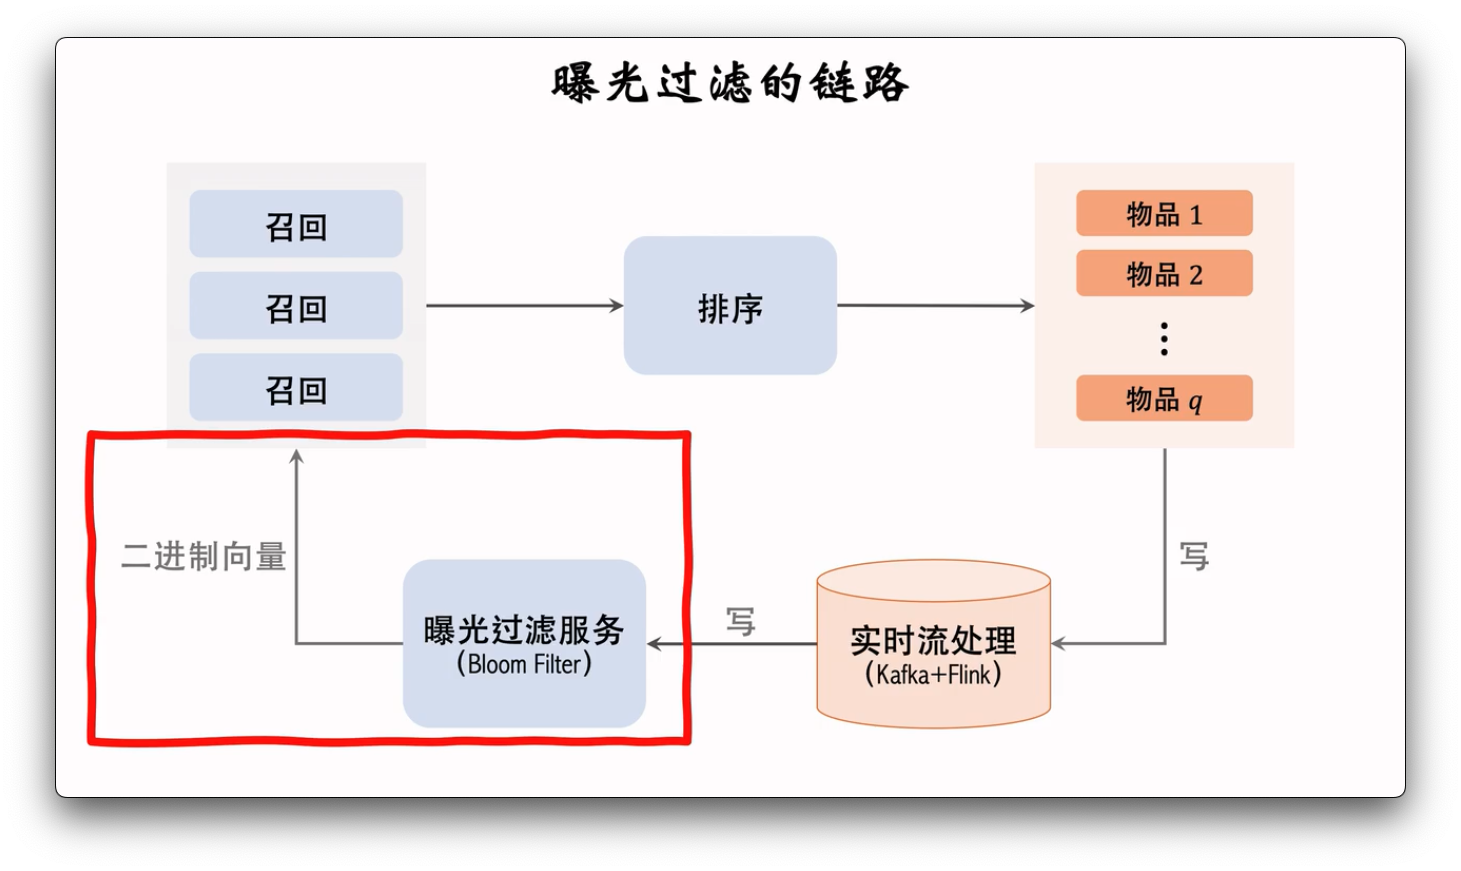 曝光过滤的链路
召回
召回
召回
排序
物品 1
物品 2
⋮
物品 q
二进制向量
曝光过滤服务
(Bloom Filter)
写
实时流处理
(Kafka+Flink)
写